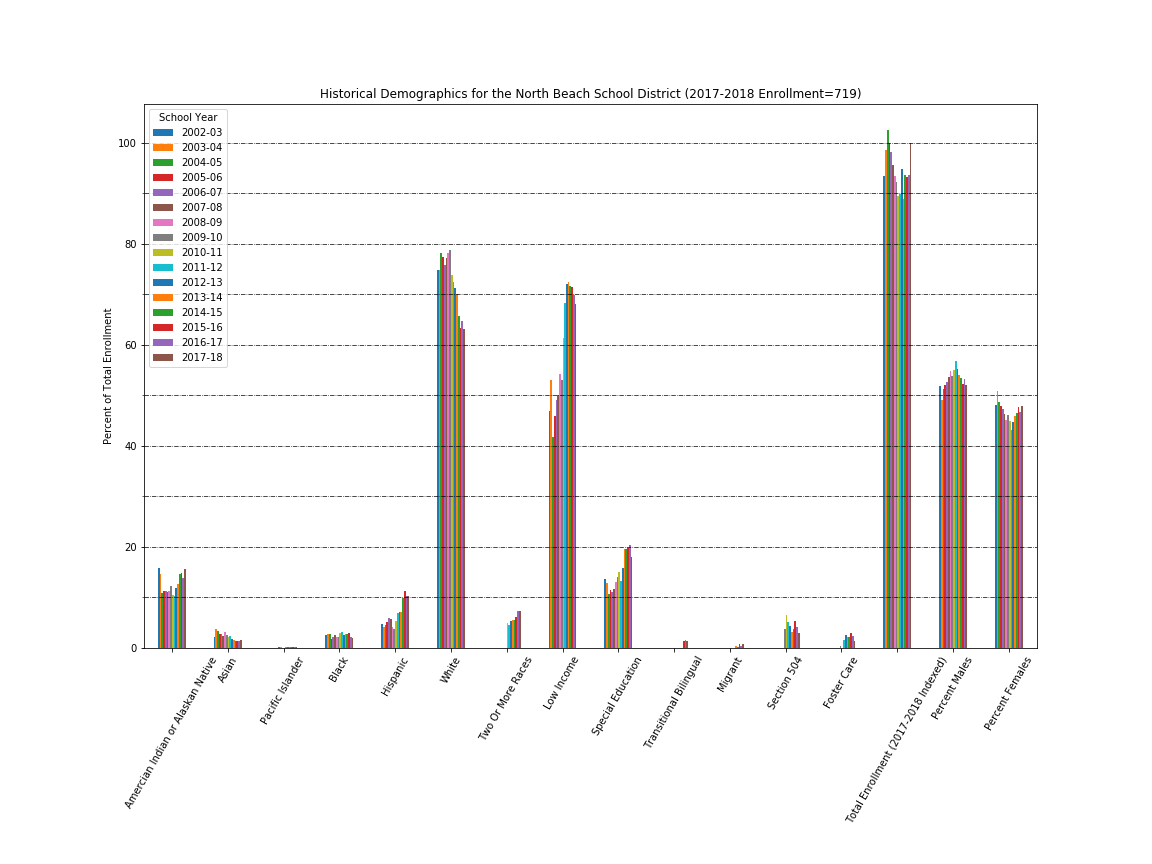 Historical Demographics for the North Beach School District (2017-2018 Enrollment=719)
School Year
2002-03
2003-04
2004-05
2005-06
2006-07
2007-08
2008-09
2009-10
2010-11
2011-12
2012-13
2013-14
2014-15
2015-16
2016-17
2017-18
Percent of Total Enrollment
100
80
60
40
20
0
Amercian Indian or Alaskan Native
Asian
Pacific Islander
Black
Hispanic
White
Two Or More Races
Low Income
Special Education
Transitional Bilingual
Migrant
Section 504
Foster Care
Total Enrollment (2017-2018 Indexed)
Percent Males
Percent Females